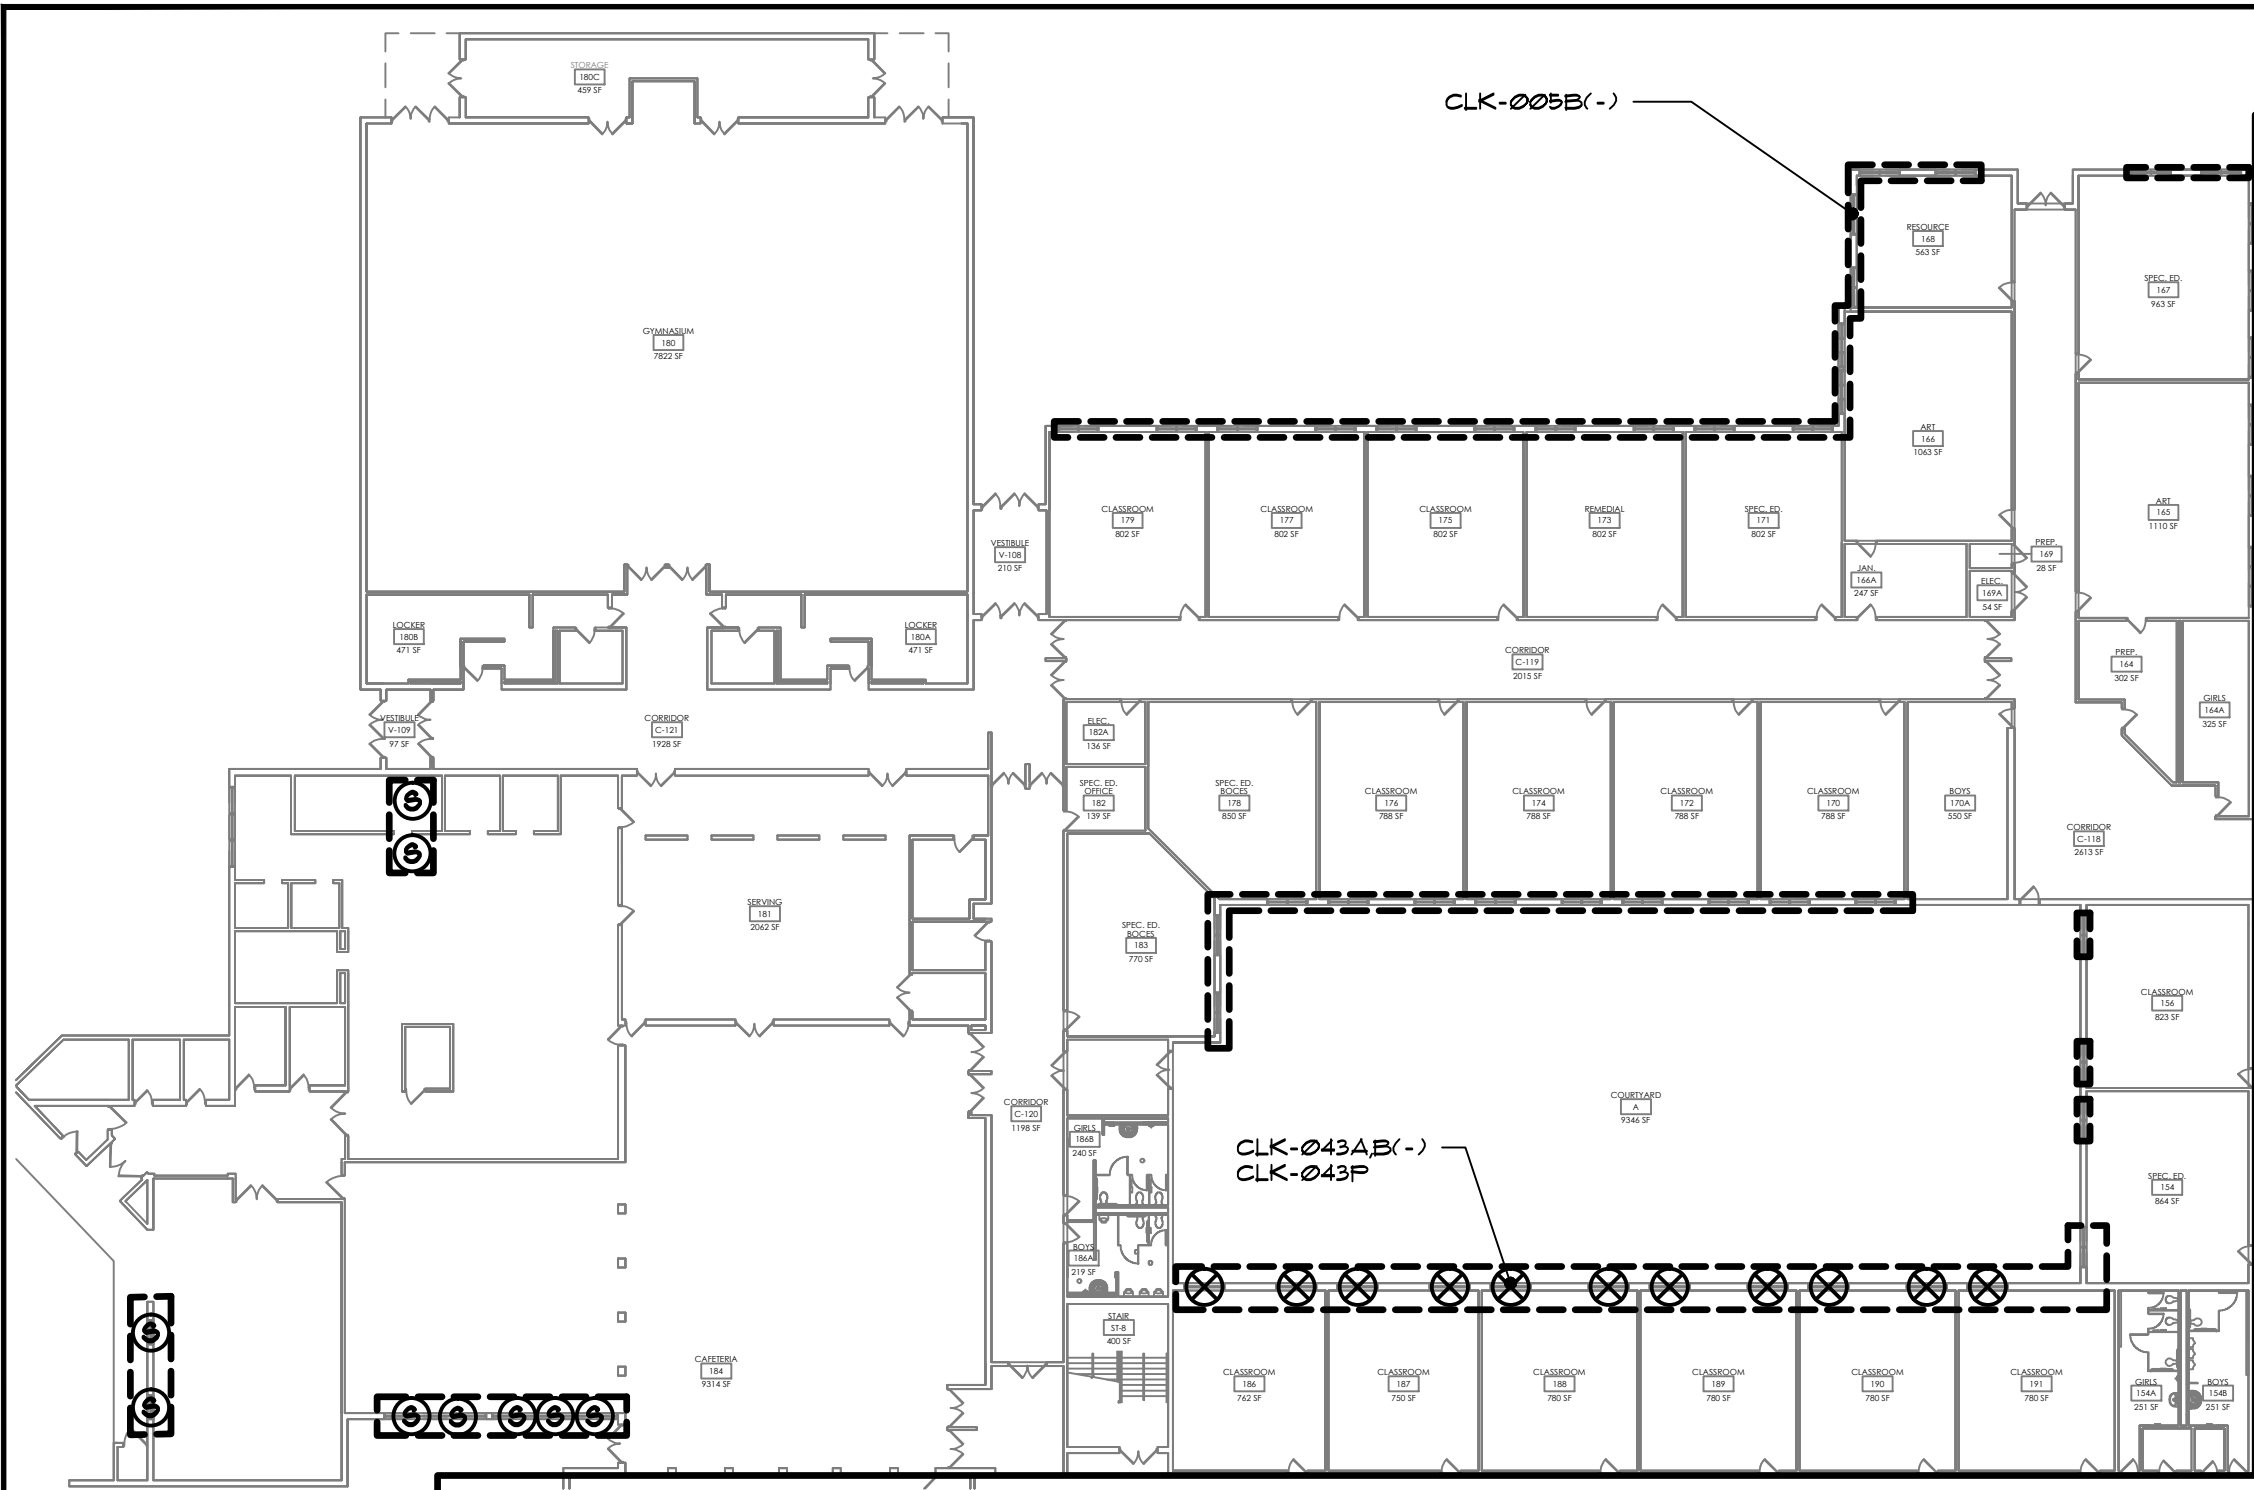 STORAGE
180C
459 SF
CLK-ØØ5B(-)
RESOURCE
168
563 SF
SPEC. ED.
167
963 SF
GYMNASIUM
180
7822 SF
ART
166
1063 SF
CLASSROOM
179
802 SF
CLASSROOM
177
802 SF
CLASSROOM
175
802 SF
REMEDIAL
173
802 SF
SPEC. ED.
171
802 SF
ART
165
1110 SF
VESTIBULE
V-108
210 SF
PREP.
169
28 SF
JAN.
166A
247 SF
ELEC.
169A
54 SF
LOCKER
180B
471 SF
LOCKER
180A
471 SF
CORRIDOR
C-119
2015 SF
PREP.
164
302 SF
GIRLS
164A
325 SF
VESTIBULE
V-109
97 SF
CORRIDOR
C-121
1928 SF
ELEC.
182A
136 SF
SPEC. ED.
OFFICE
182
139 SF
SPEC. ED.
BOCES
178
850 SF
CLASSROOM
176
788 SF
CLASSROOM
174
788 SF
CLASSROOM
172
788 SF
CLASSROOM
170
788 SF
BOYS
170A
550 SF
CORRIDOR
C-118
2613 SF
S
S
SERVING
181
2062 SF
SPEC. ED.
BOCES
183
770 SF
CLASSROOM
156
823 SF
CORRIDOR
C-120
1198 SF
COURTYARD
A
9346 SF
GIRLS
186B
240 SF
CLK-Ø43A,B(-)
CLK-Ø43P
SPEC. ED.
154
864 SF
BOYS
186A
219 SF
STAIR
ST-8
400 SF
S
S
CAFETERIA
184
9314 SF
S S S S S
CLASSROOM
186
762 SF
CLASSROOM
187
750 SF
CLASSROOM
188
780 SF
CLASSROOM
189
780 SF
CLASSROOM
190
780 SF
CLASSROOM
191
780 SF
GIRLS
154A
251 SF
BOYS
154B
251 SF